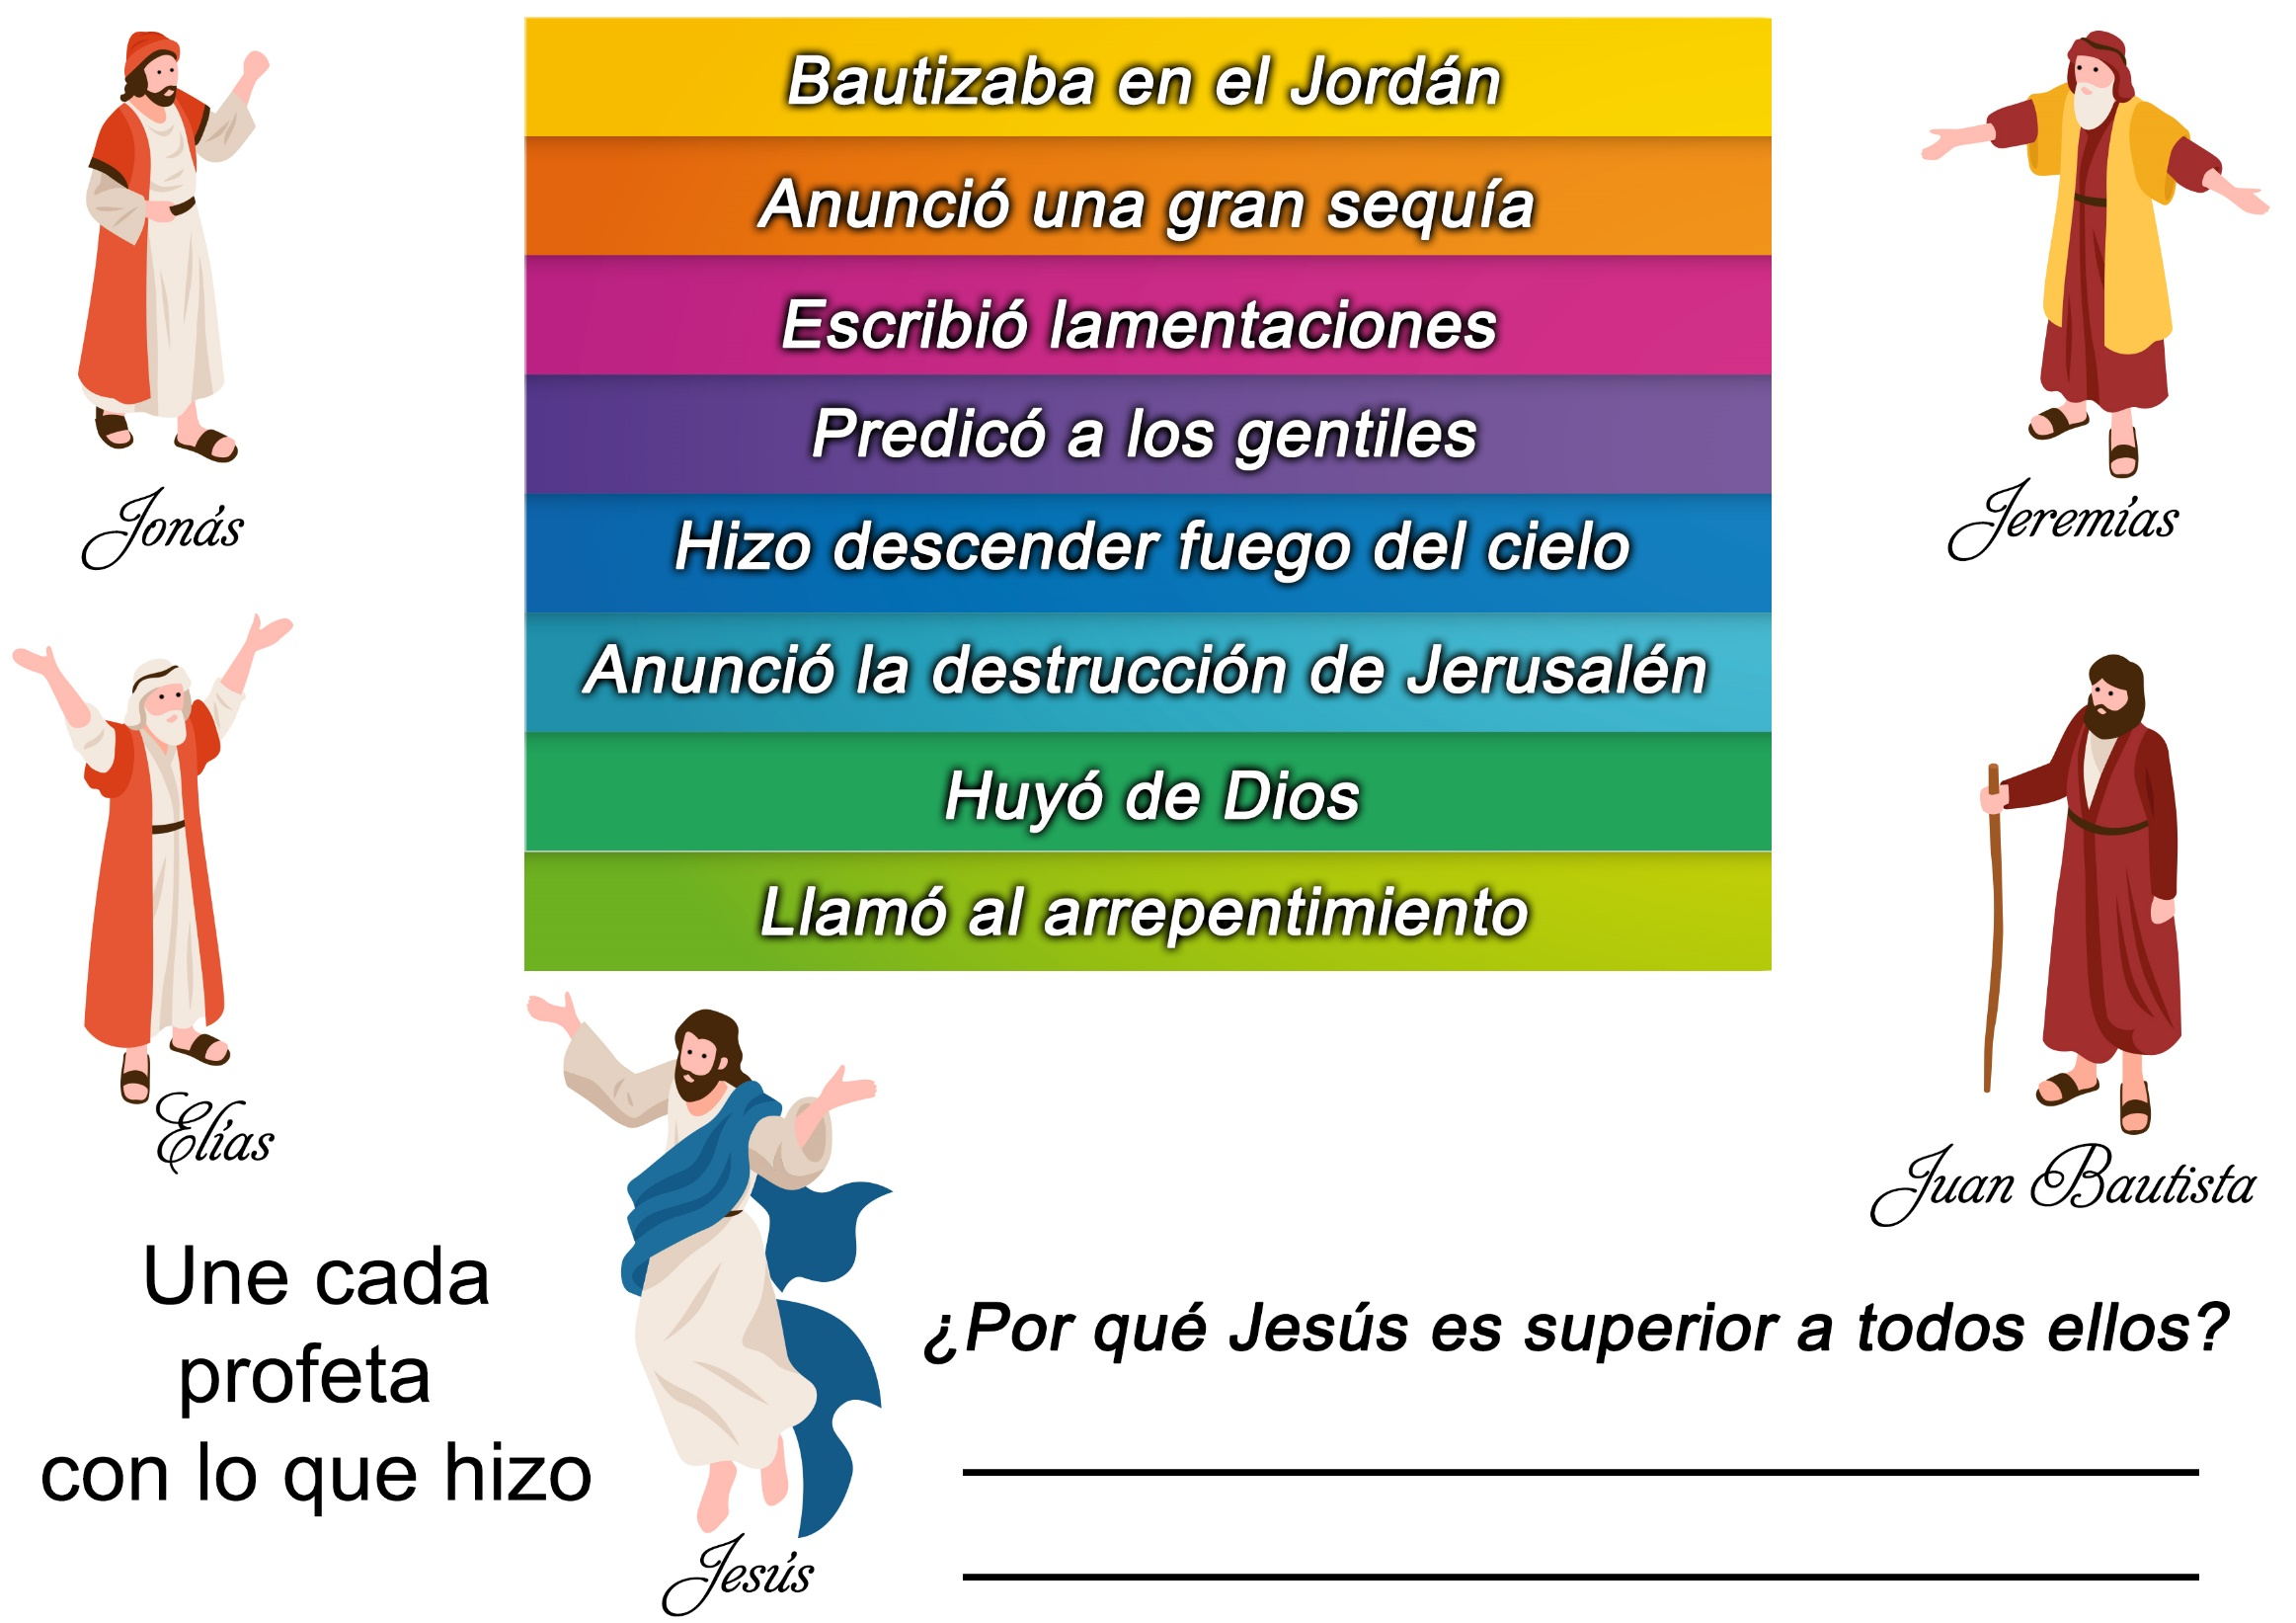 Bautizaba en el Jordán
Anunció una gran sequía
Escribió lamentaciones
Predicó a los gentiles
Hizo descender fuego del cielo
Anunció la destrucción de Jerusalén
Huyó de Dios
Llamó al arrepentimiento
Jonás
Jeremías
Elías
Juan Bautista
Une cada
profeta
con lo que hizo
Jesús
¿Por qué Jesús es superior a todos ellos?